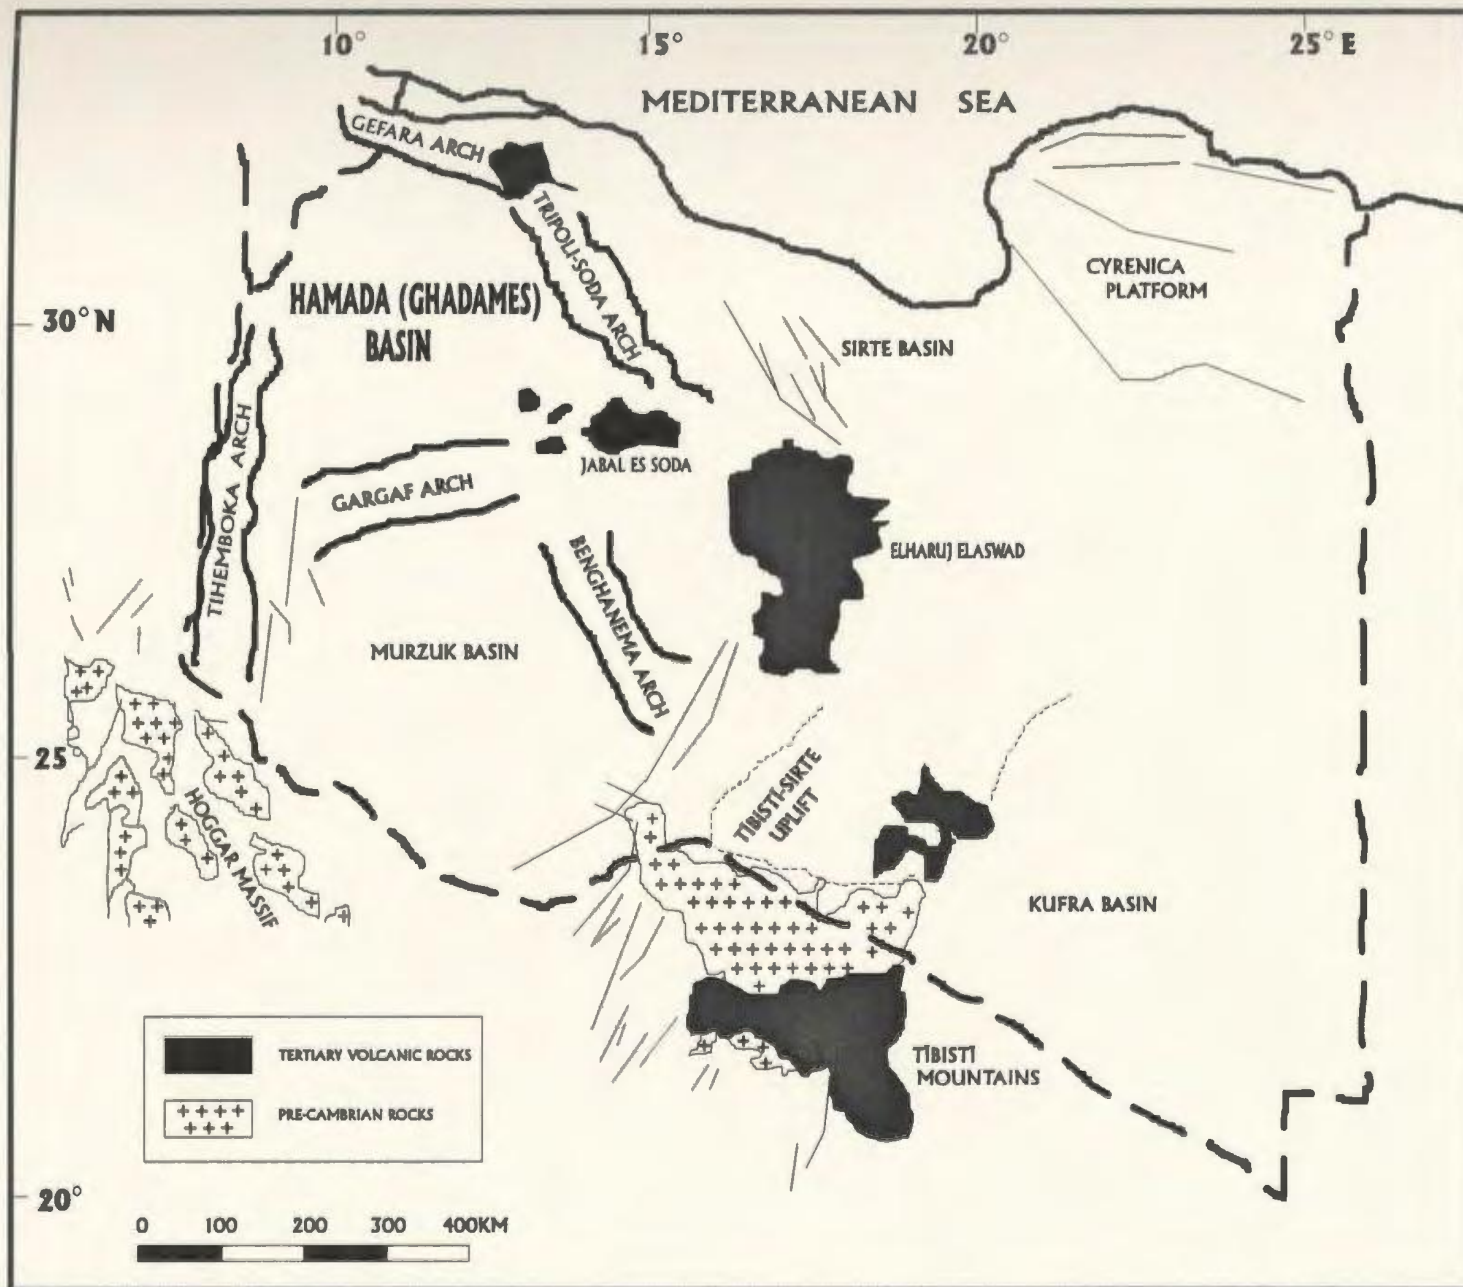 10° 15° 20° 25° E
MEDITERRANEAN SEA
GEFARA ARCH
TRIPOLI-SODA ARCH
CYRENICA
PLATFORM
HAMADA (GHADAMES)
BASIN
30° N
SIRTE BASIN
JABAL ES SODA
TIHEMBOKA ARCH
GARGAF ARCH
ELHARUJ ELASWAD
BENGHANEMA ARCH
MURZUK BASIN
25°
TĪBISTĪ-SIRTE
UPLIFT
HOGGAR MASSIF
KUFRA BASIN
TERTIARY VOLCANIC ROCKS
TĪBISTĪ
MOUNTAINS
PRE-CAMBRIAN ROCKS
20°
0 100 200 300 400KM